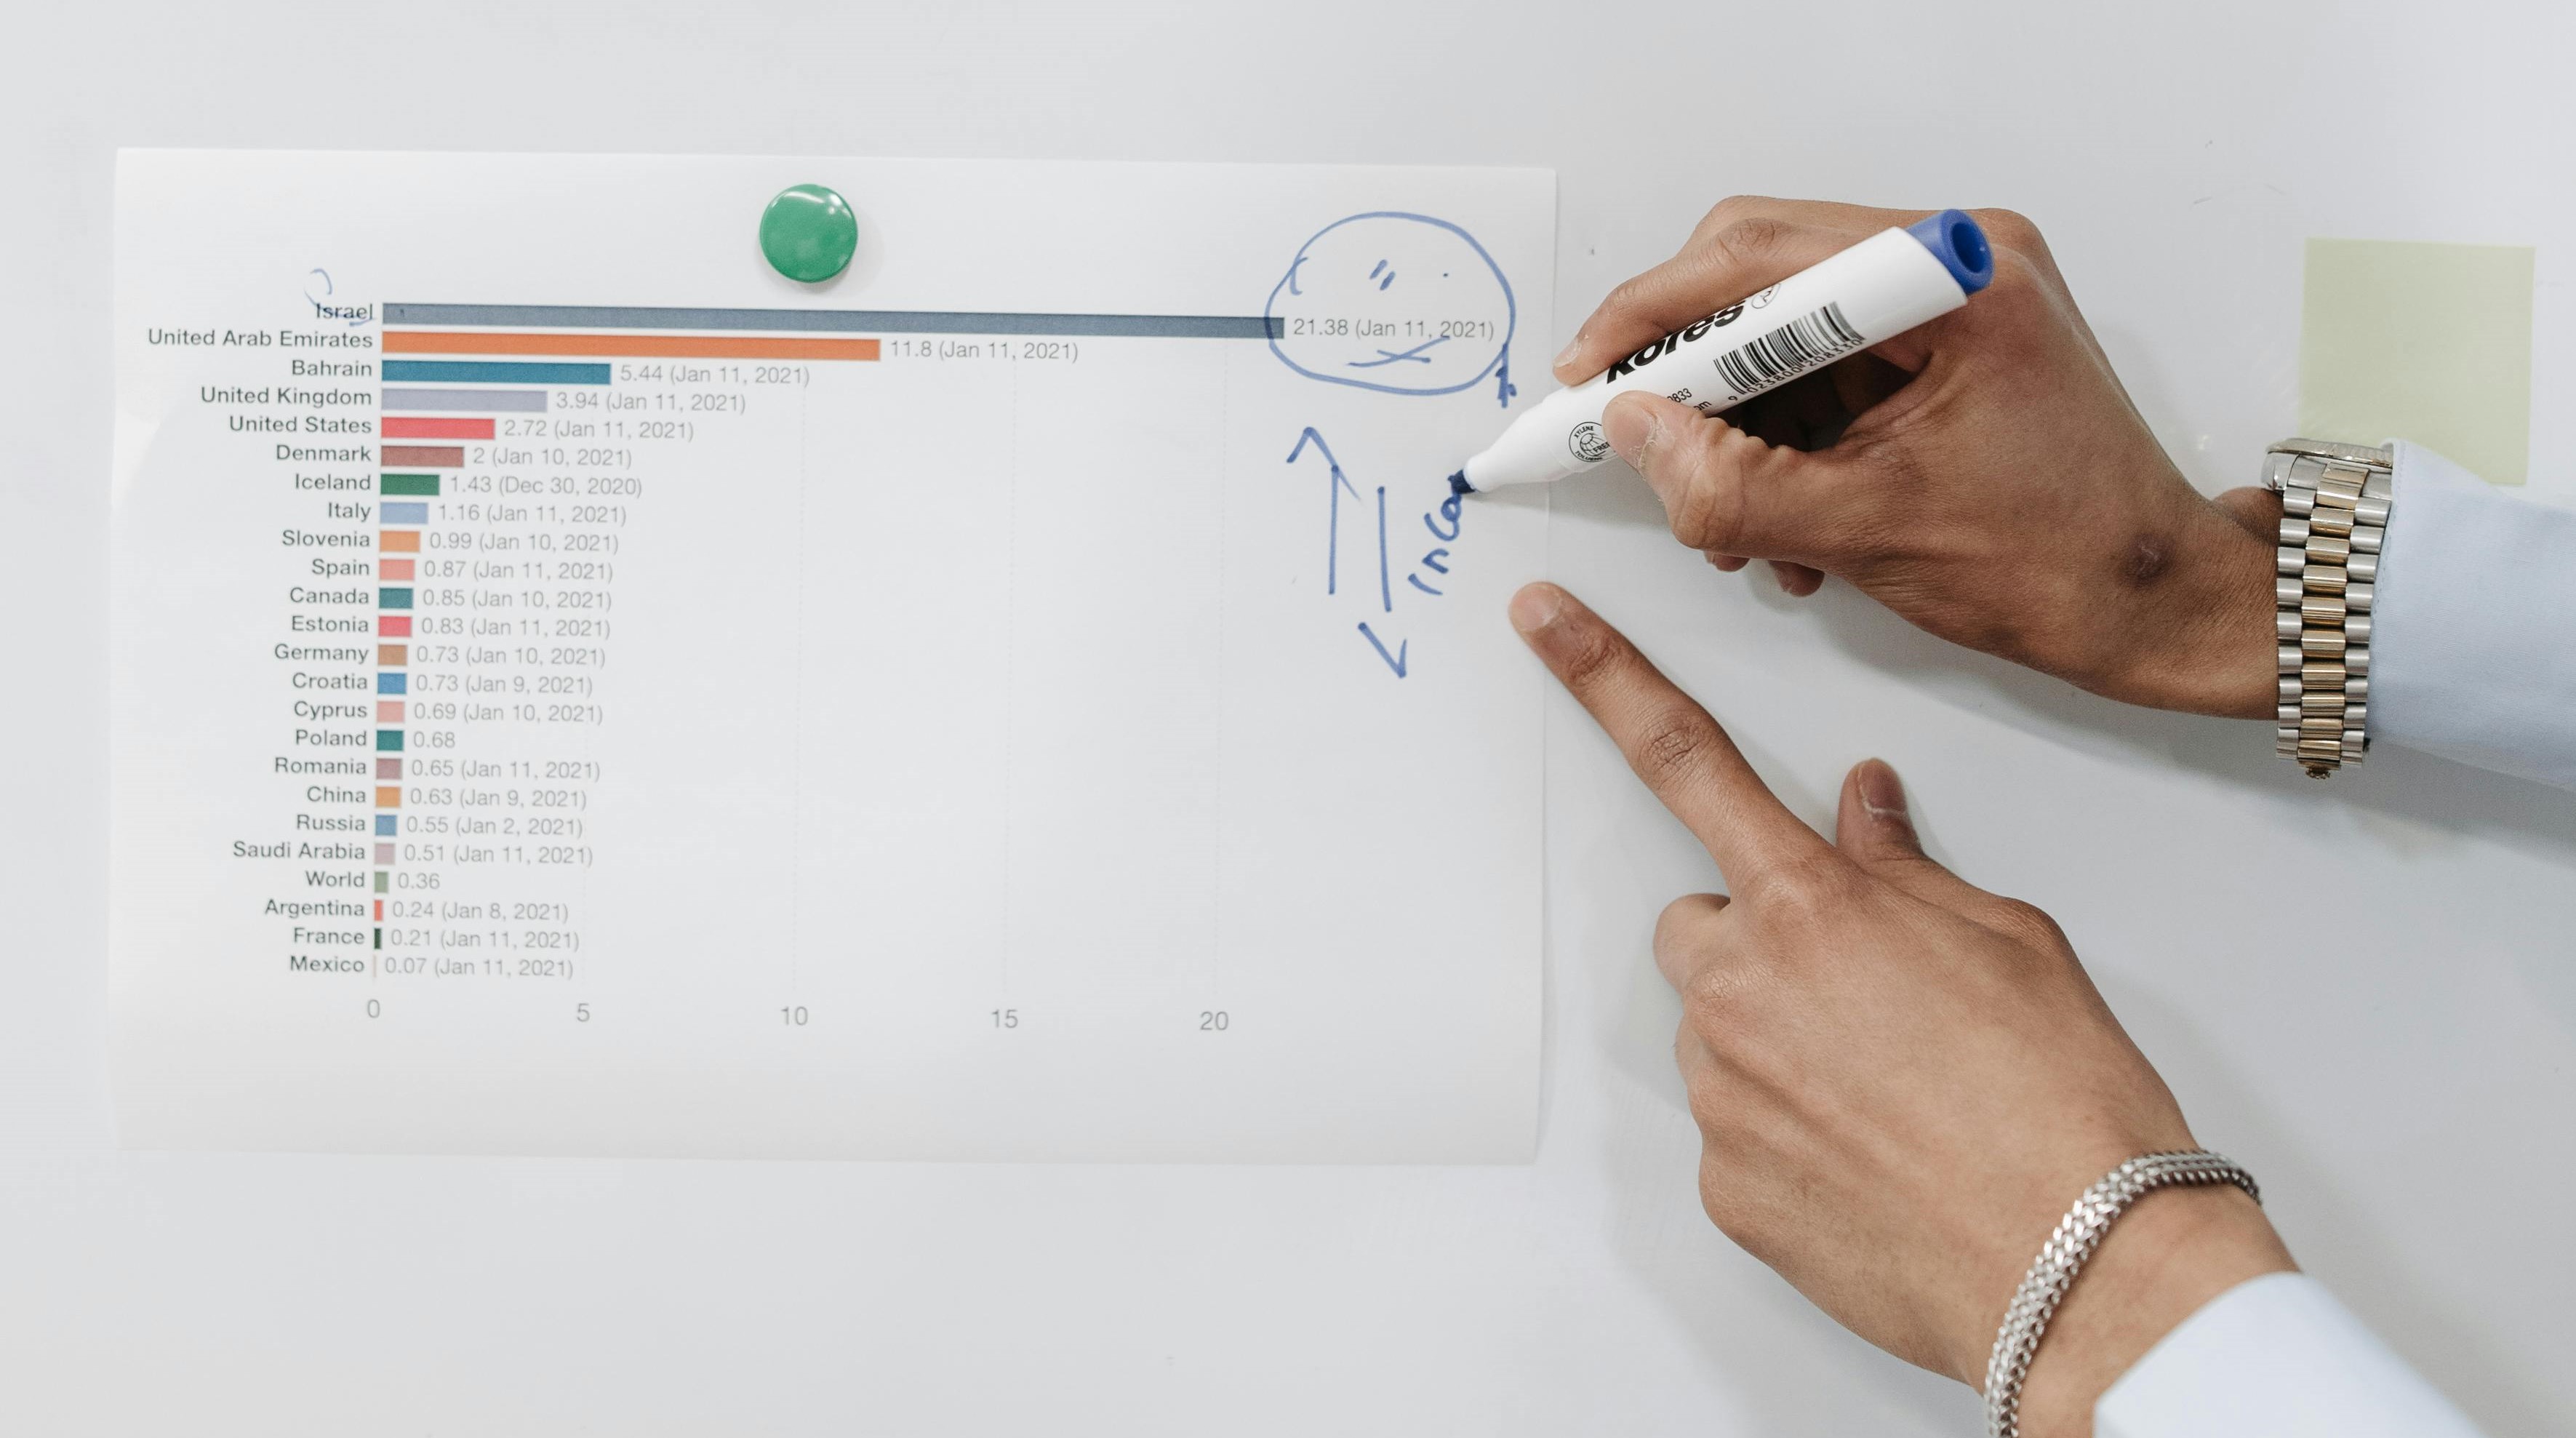 Israel 21.38 (Jan 11, 2021)
United Arab Emirates 11.8 (Jan 11, 2021)
Bahrain 5.44 (Jan 11, 2021)
United Kingdom 3.94 (Jan 11, 2021)
United States 2.72 (Jan 11, 2021)
Denmark 2 (Jan 10, 2021)
Iceland 1.43 (Dec 30, 2020)
Italy 1.16 (Jan 11, 2021)
Slovenia 0.99 (Jan 10, 2021)
Spain 0.87 (Jan 11, 2021)
Canada 0.85 (Jan 10, 2021)
Estonia 0.83 (Jan 11, 2021)
Germany 0.73 (Jan 10, 2021)
Croatia 0.73 (Jan 9, 2021)
Cyprus 0.69 (Jan 10, 2021)
Poland 0.68
Romania 0.65 (Jan 11, 2021)
China 0.63 (Jan 9, 2021)
Russia 0.55 (Jan 2, 2021)
Saudi Arabia 0.51 (Jan 11, 2021)
World 0.36
Argentina 0.24 (Jan 8, 2021)
France 0.21 (Jan 11, 2021)
Mexico 0.07 (Jan 11, 2021)
0 5 10 15 20
Inco
kores
XYLENE FREE